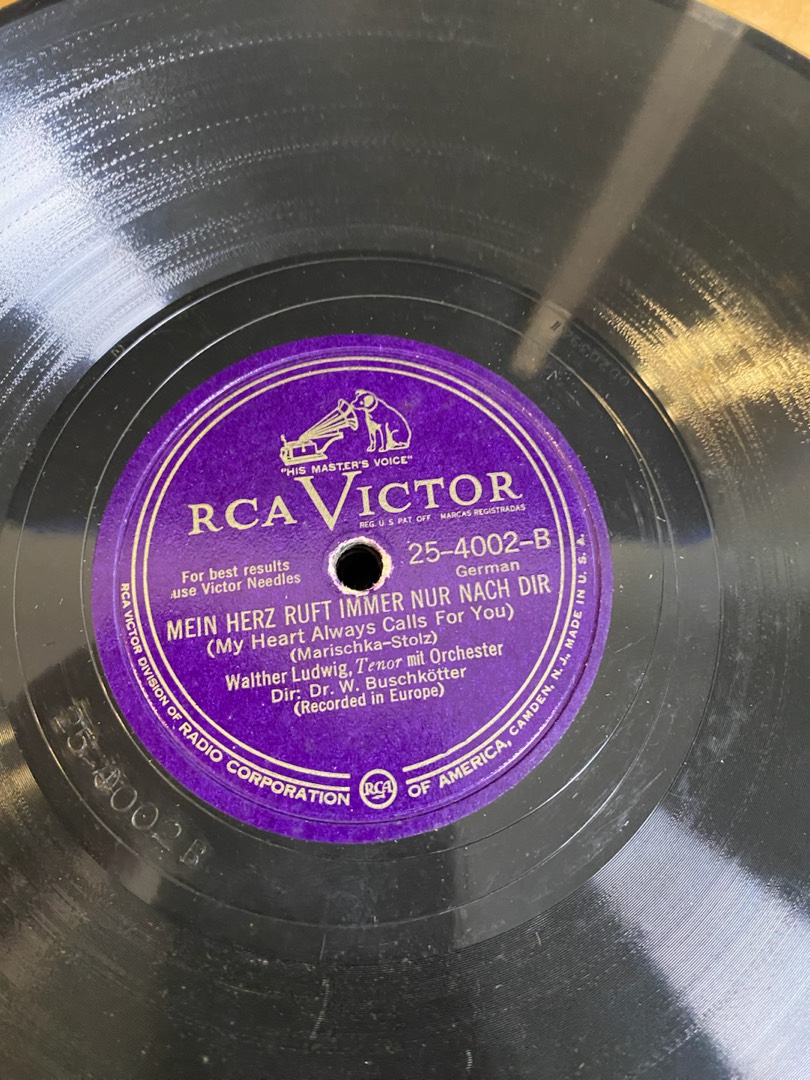 "HIS MASTER'S VOICE"
RCA VICTOR
REG. U.S. PAT. OFF. MARCAS REGISTRADAS
For best results
use Victor Needles
25-4002-B
German
MEIN HERZ RUFT IMMER NUR NACH DIR
(My Heart Always Calls For You)
(Marischka-Stolz)
Walther Ludwig, Tenor mit Orchester
Dir: Dr. W. Buschkötter
(Recorded in Europe)
RCA VICTOR DIVISION OF RADIO CORPORATION RCA OF AMERICA, CAMDEN, N. J. MADE IN U. S. A.
25-4002 B